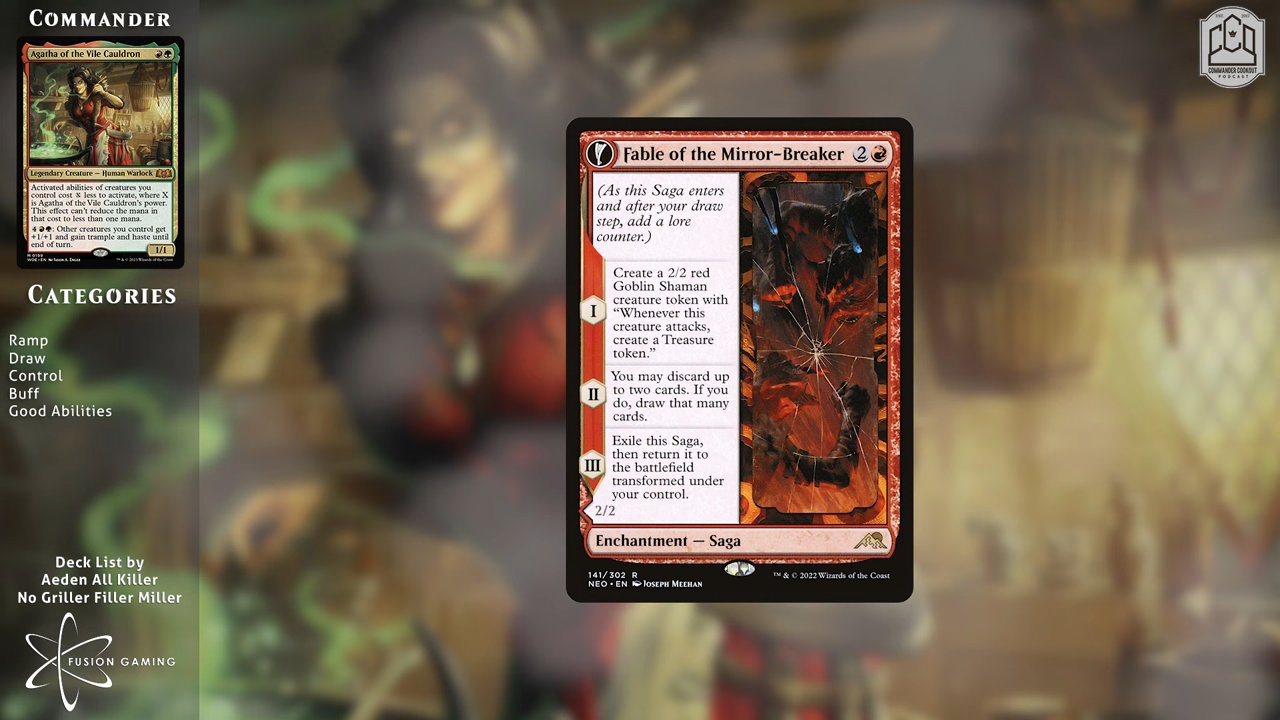 COMMANDER
Agatha of the Vile Cauldron
Legendary Creature — Human Warlock
Activated abilities of creatures you
control cost X less to activate, where X
is Agatha of the Vile Cauldron's power.
This effect can't reduce the mana in
that cost to less than one mana.
4 : Other creatures you control get
+1/+1 and gain trample and haste until
end of turn.
1/1
CATEGORIES
Ramp
Draw
Control
Buff
Good Abilities
Deck List by
Aeden All Killer
No Griller Filler Miller
FUSION GAMING
COMMANDER COOKOUT
PODCAST
Fable of the Mirror-Breaker 2
(As this Saga enters
and after your draw
step, add a lore
counter.)
I
Create a 2/2 red
Goblin Shaman
creature token with
“Whenever this
creature attacks,
create a Treasure
token.”
II
You may discard up
to two cards. If you
do, draw that many
cards.
III
Exile this Saga,
then return it to
the battlefield
transformed under
your control.
2/2
Enchantment — Saga
141/302 R
NEO • EN JOSEPH MEEHAN
™ & © 2022 Wizards of the Coast